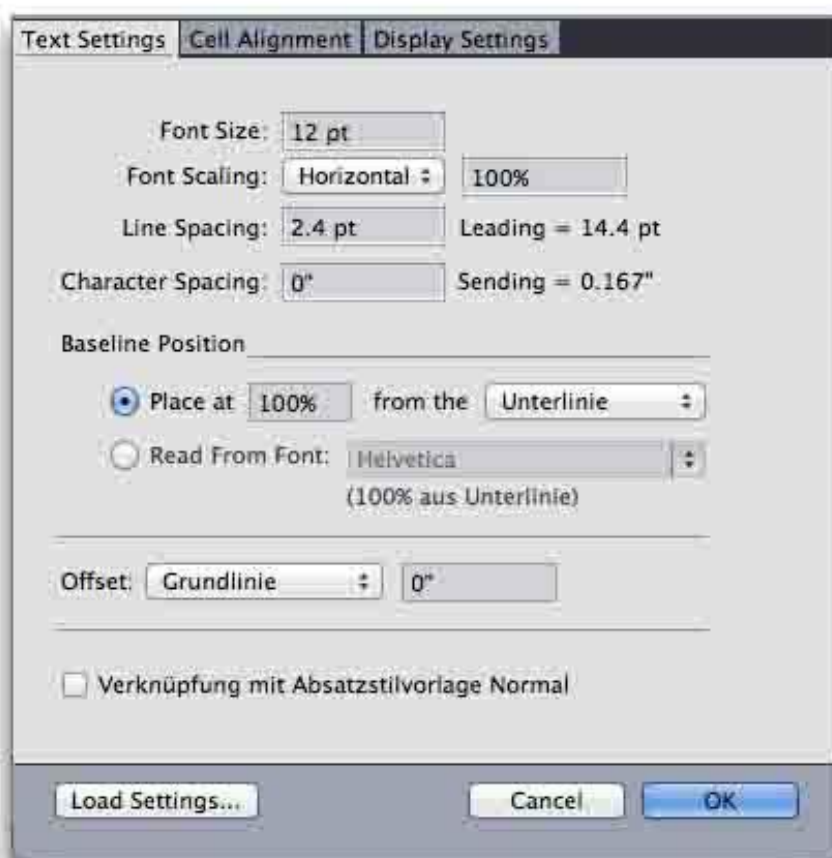 Text Settings Cell Alignment Display Settings
Font Size: 12 pt
Font Scaling: Horizontal 100%
Line Spacing: 2.4 pt Leading = 14.4 pt
Character Spacing: 0" Sending = 0.167"
Baseline Position
Place at 100% from the Unterlinie
Read From Font: Helvetica
(100% aus Unterlinie)
Offset: Grundlinie 0"
Verknüpfung mit Absatzstilvorlage Normal
Load Settings... Cancel OK